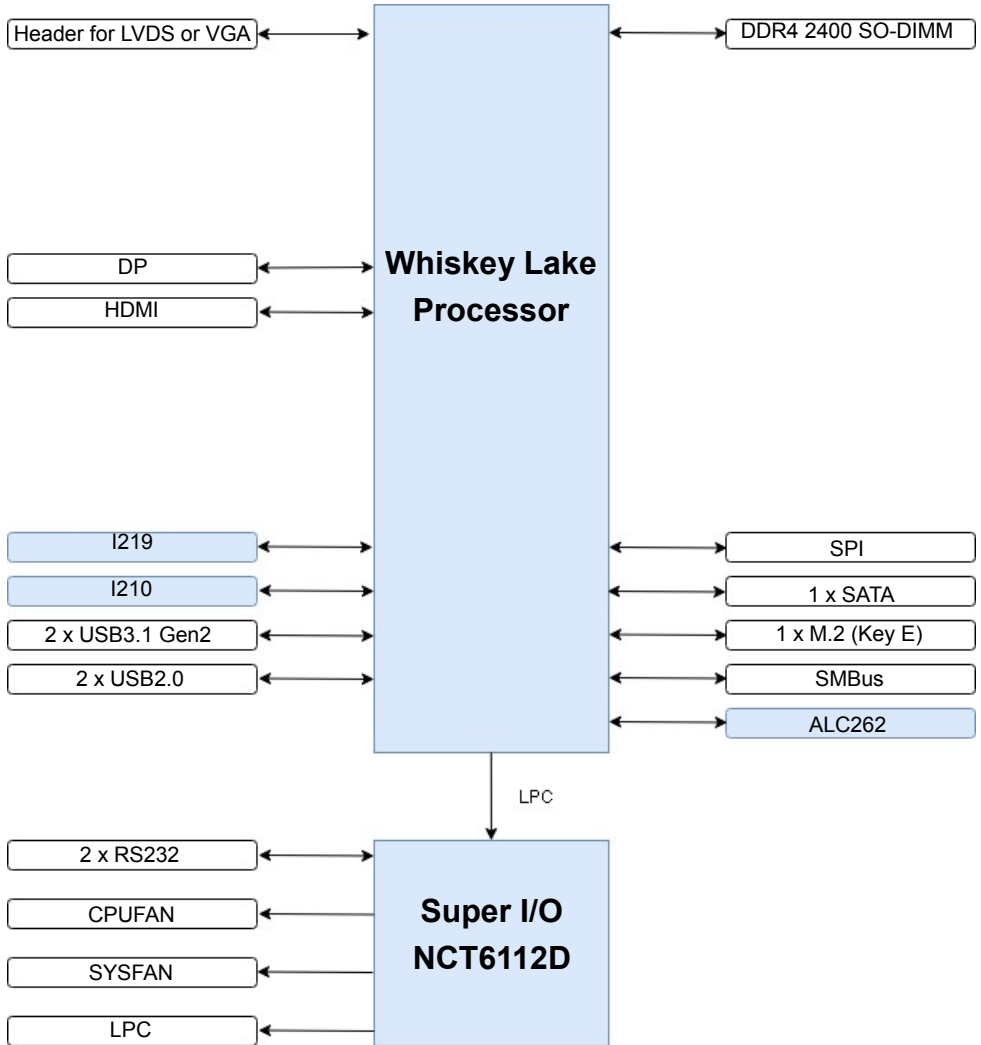 Header for LVDS or VGA
DDR4 2400 SO-DIMM
Whiskey Lake
Processor
DP
HDMI
I219
I210
2 x USB3.1 Gen2
2 x USB2.0
SPI
1 x SATA
1 x M.2 (Key E)
SMBus
ALC262
LPC
2 x RS232
CPUFAN
SYSFAN
LPC
Super I/O
NCT6112D